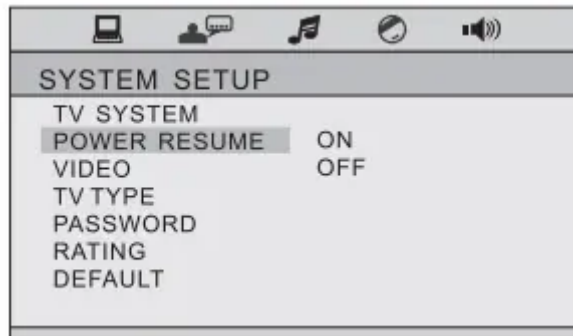 SYSTEM SETUP
TV SYSTEM
POWER RESUME ON
VIDEO OFF
TV TYPE
PASSWORD
RATING
DEFAULT